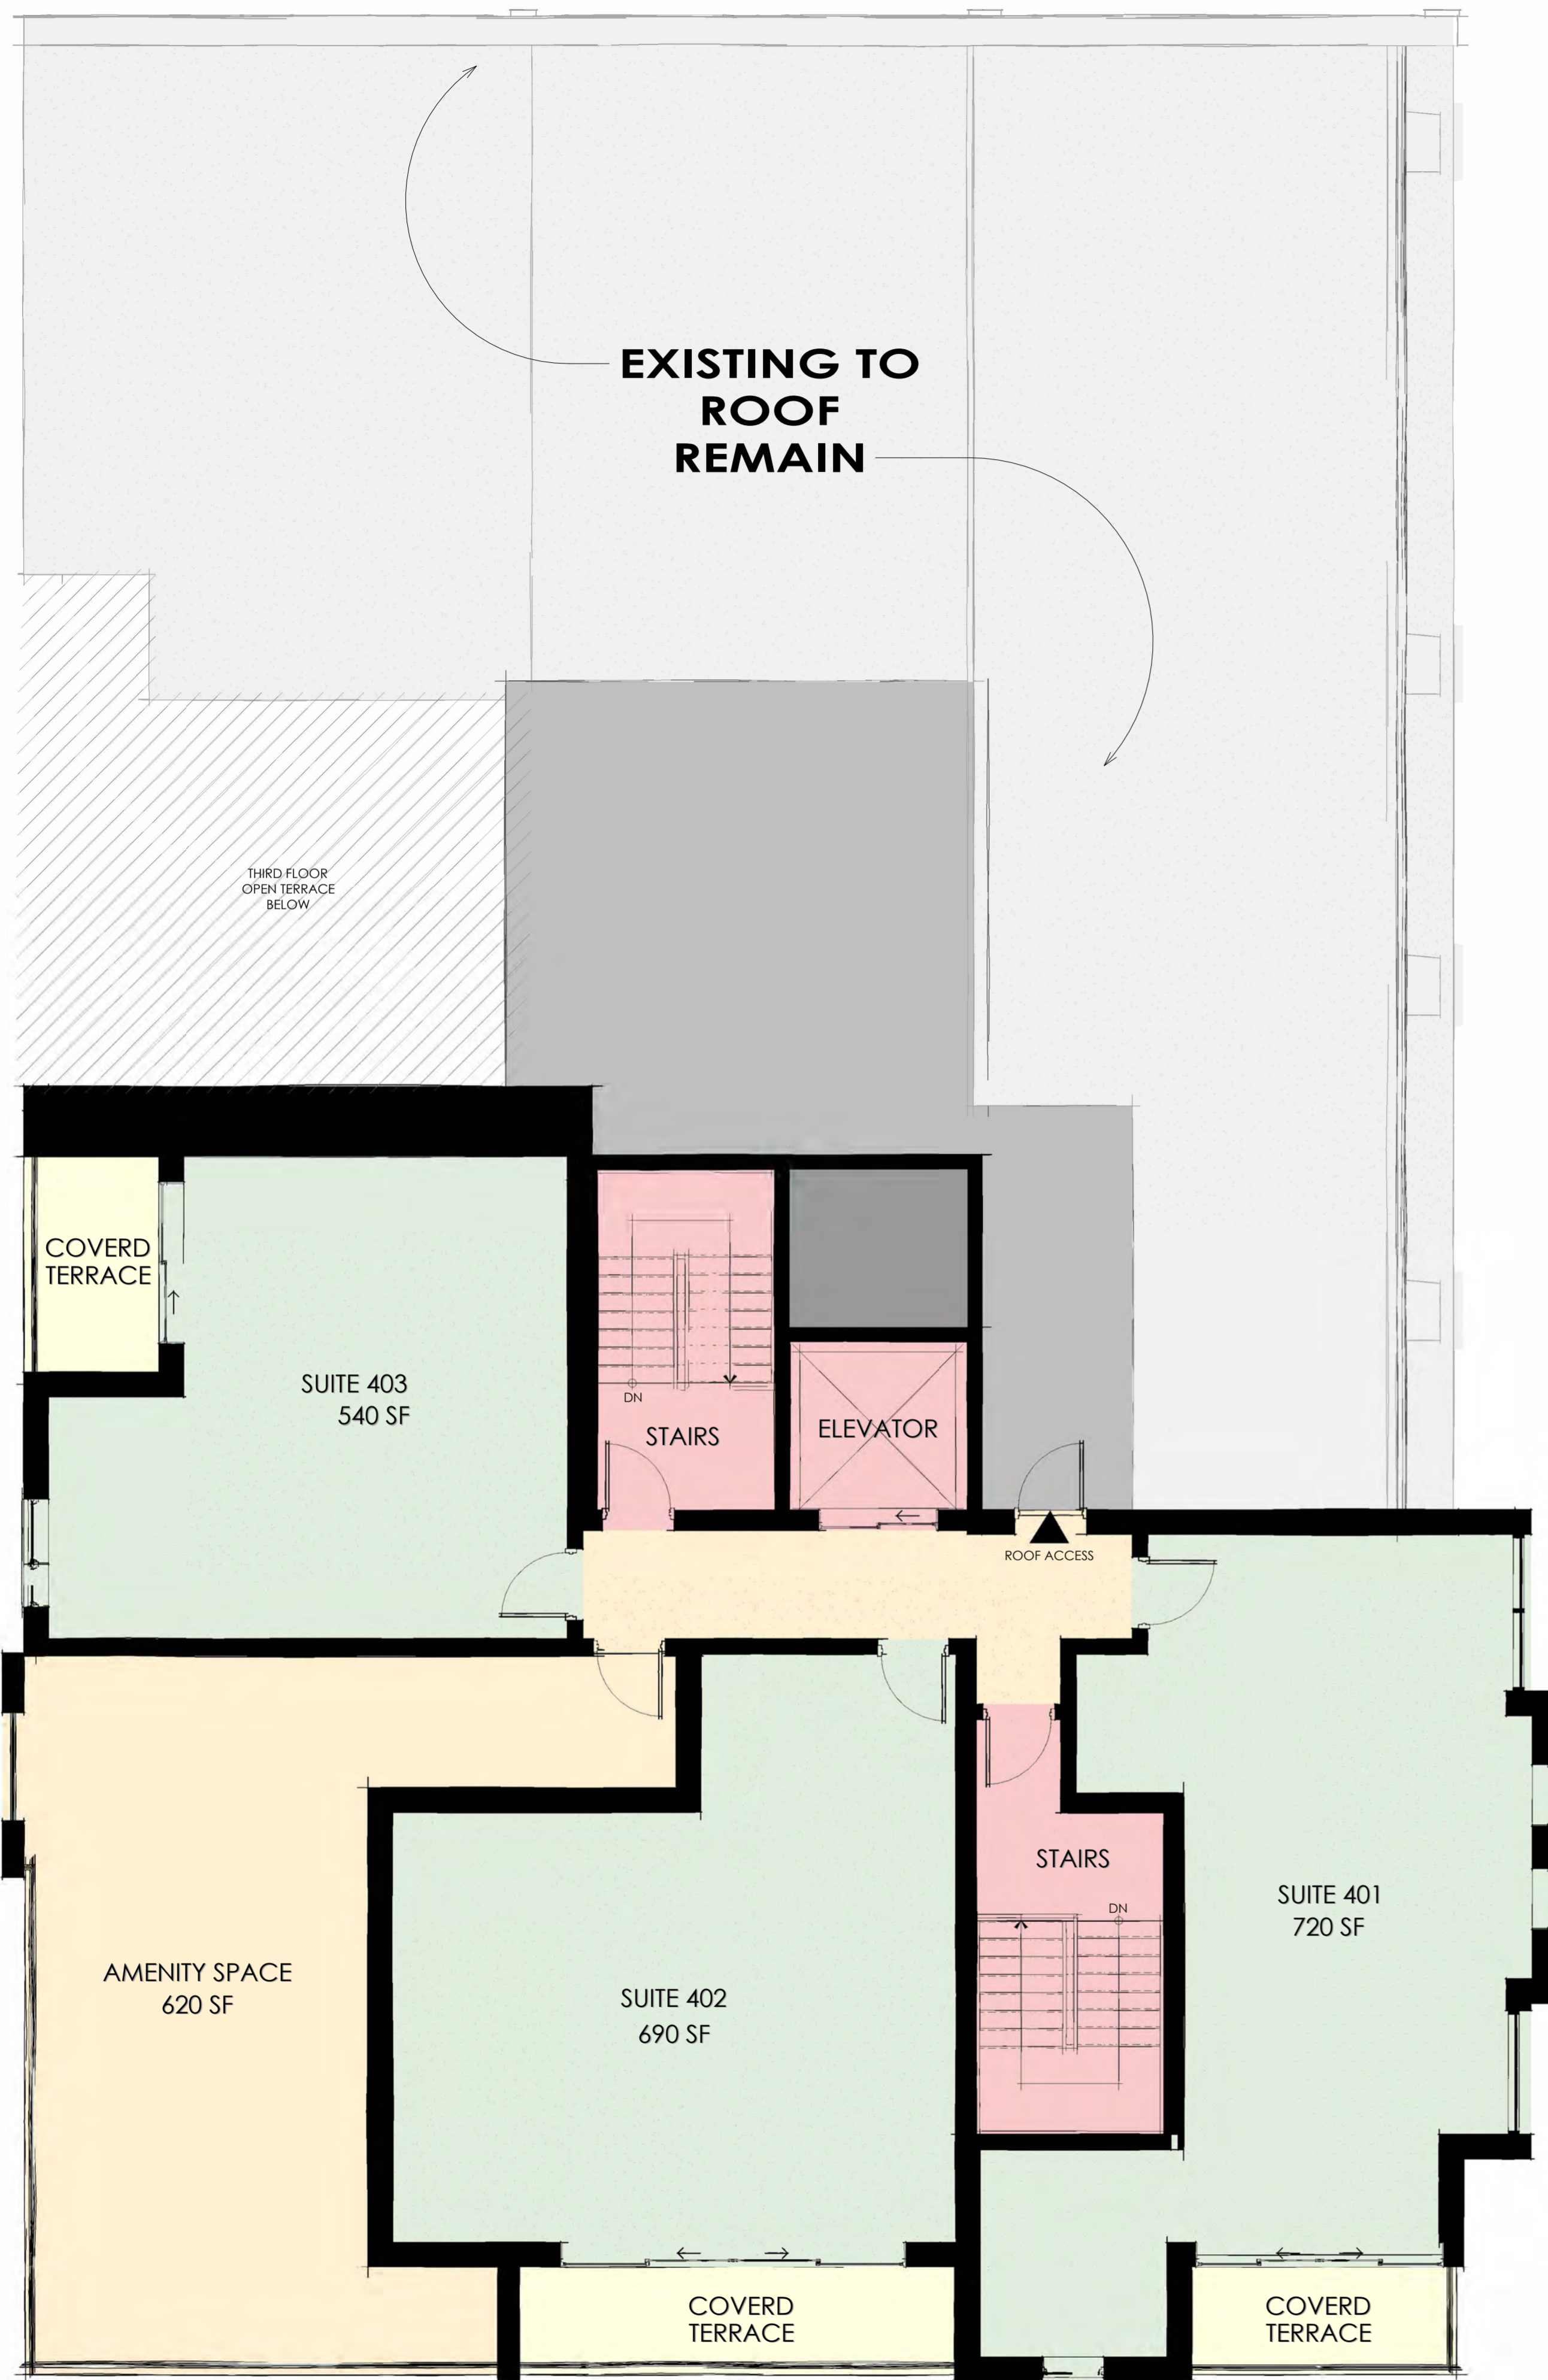 EXISTING TO
ROOF
REMAIN
THIRD FLOOR
OPEN TERRACE
BELOW
COVERD
TERRACE
SUITE 403
540 SF
DN
STAIRS
ELEVATOR
ROOF ACCESS
STAIRS
DN
SUITE 401
720 SF
AMENITY SPACE
620 SF
SUITE 402
690 SF
COVERD
TERRACE
COVERD
TERRACE